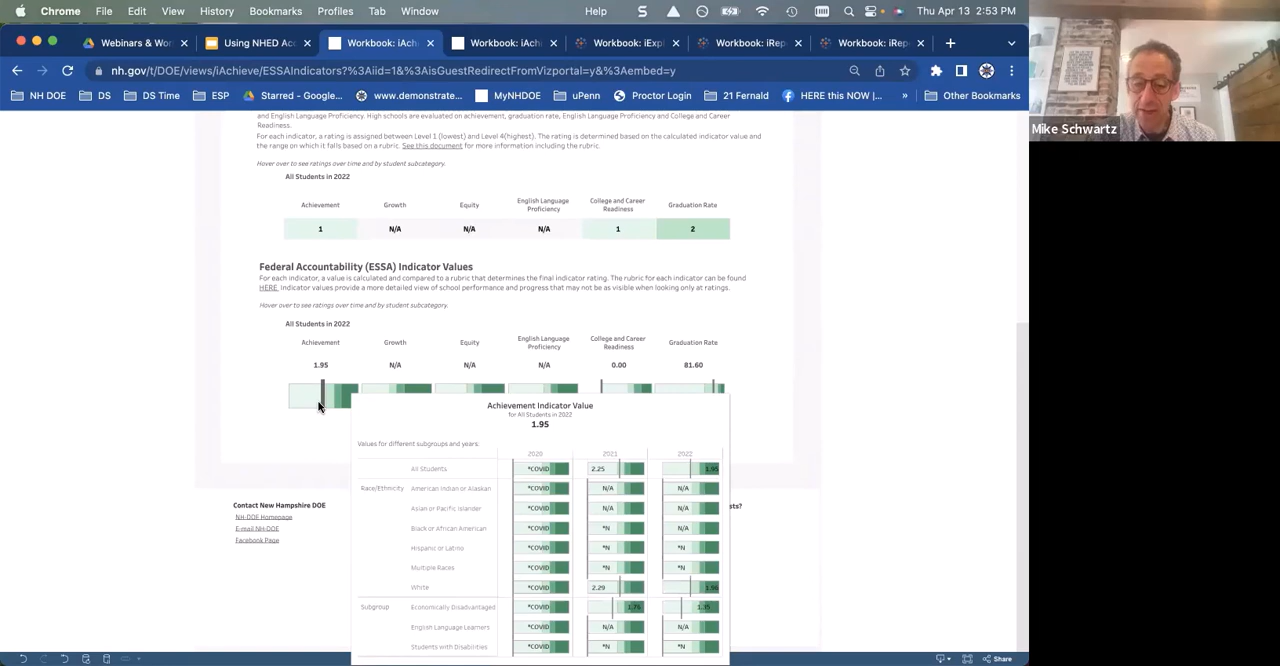 Chrome
Help
S
Thu Apr 13 2:53 PM
Webinars & Wor
Using NHED Acc
Workbook: iAch
Workbook: iAch
Workbook: iExpl
Workbook: iRep
Workbook: iRep
nh.gov/t/DOE/views/iAchieve/ESSAindicators?%3Aiid=1&%3AisGuestRedirectFromVizportal=y&%3Aembed=y
NH DOE
DS
DS Time
ESP
Starred - Google...
www.demonstrate...
MyNHDOE
uPenn
Proctor Login
21 Fernald
HERE this NOW |...
»
Other Bookmarks
Mike Schwartz
and English Language Proficiency. High schools are evaluated on achievement, graduation rate, English Language Proficiency and College and Career
Readiness.
For each indicator, a rating is assigned between Level 1 (lowest) and Level 4(highest). The rating is determined based on the calculated indicator value and
the range on which it falls based on a rubric. See this document for more information including the rubric.
Hover over to see ratings over time and by student subcategory.
All Students in 2022
Achievement Growth Equity English Language Proficiency College and Career Readiness Graduation Rate
1 N/A N/A N/A 1 2
Federal Accountability (ESSA) Indicator Values
For each indicator, a value is calculated and compared to a rubric that determines the final indicator rating. The rubric for each indicator can be found
HERE. Indicator values provide a more detailed view of school performance and progress that may not be as visible when looking only at ratings.
Hover over to see ratings over time and by student subcategory.
All Students in 2022
Achievement Growth Equity English Language Proficiency College and Career Readiness Graduation Rate
1.95 N/A N/A N/A 0.00 81.60
Achievement Indicator Value
for All Students in 2022
1.95
Values for different subgroups and years:
2020 2021 2022
All Students *COVID 2.25 1.95
Race/Ethnicity American Indian or Alaskan *COVID N/A N/A
Asian or Pacific Islander *COVID N/A N/A
Black or African American *COVID *N N/A
Hispanic or Latino *COVID *N *N
Multiple Races *COVID *N *N
White *COVID 2.29
Subgroup Economically Disadvantaged *COVID 1.76 1.35
English Language Learners *COVID N/A N/A
Students with Disabilities *COVID *N *N
Contact New Hampshire DOE
sts?
NH-DOE Homepage
E-mail NH-DOE
Facebook Page
Share